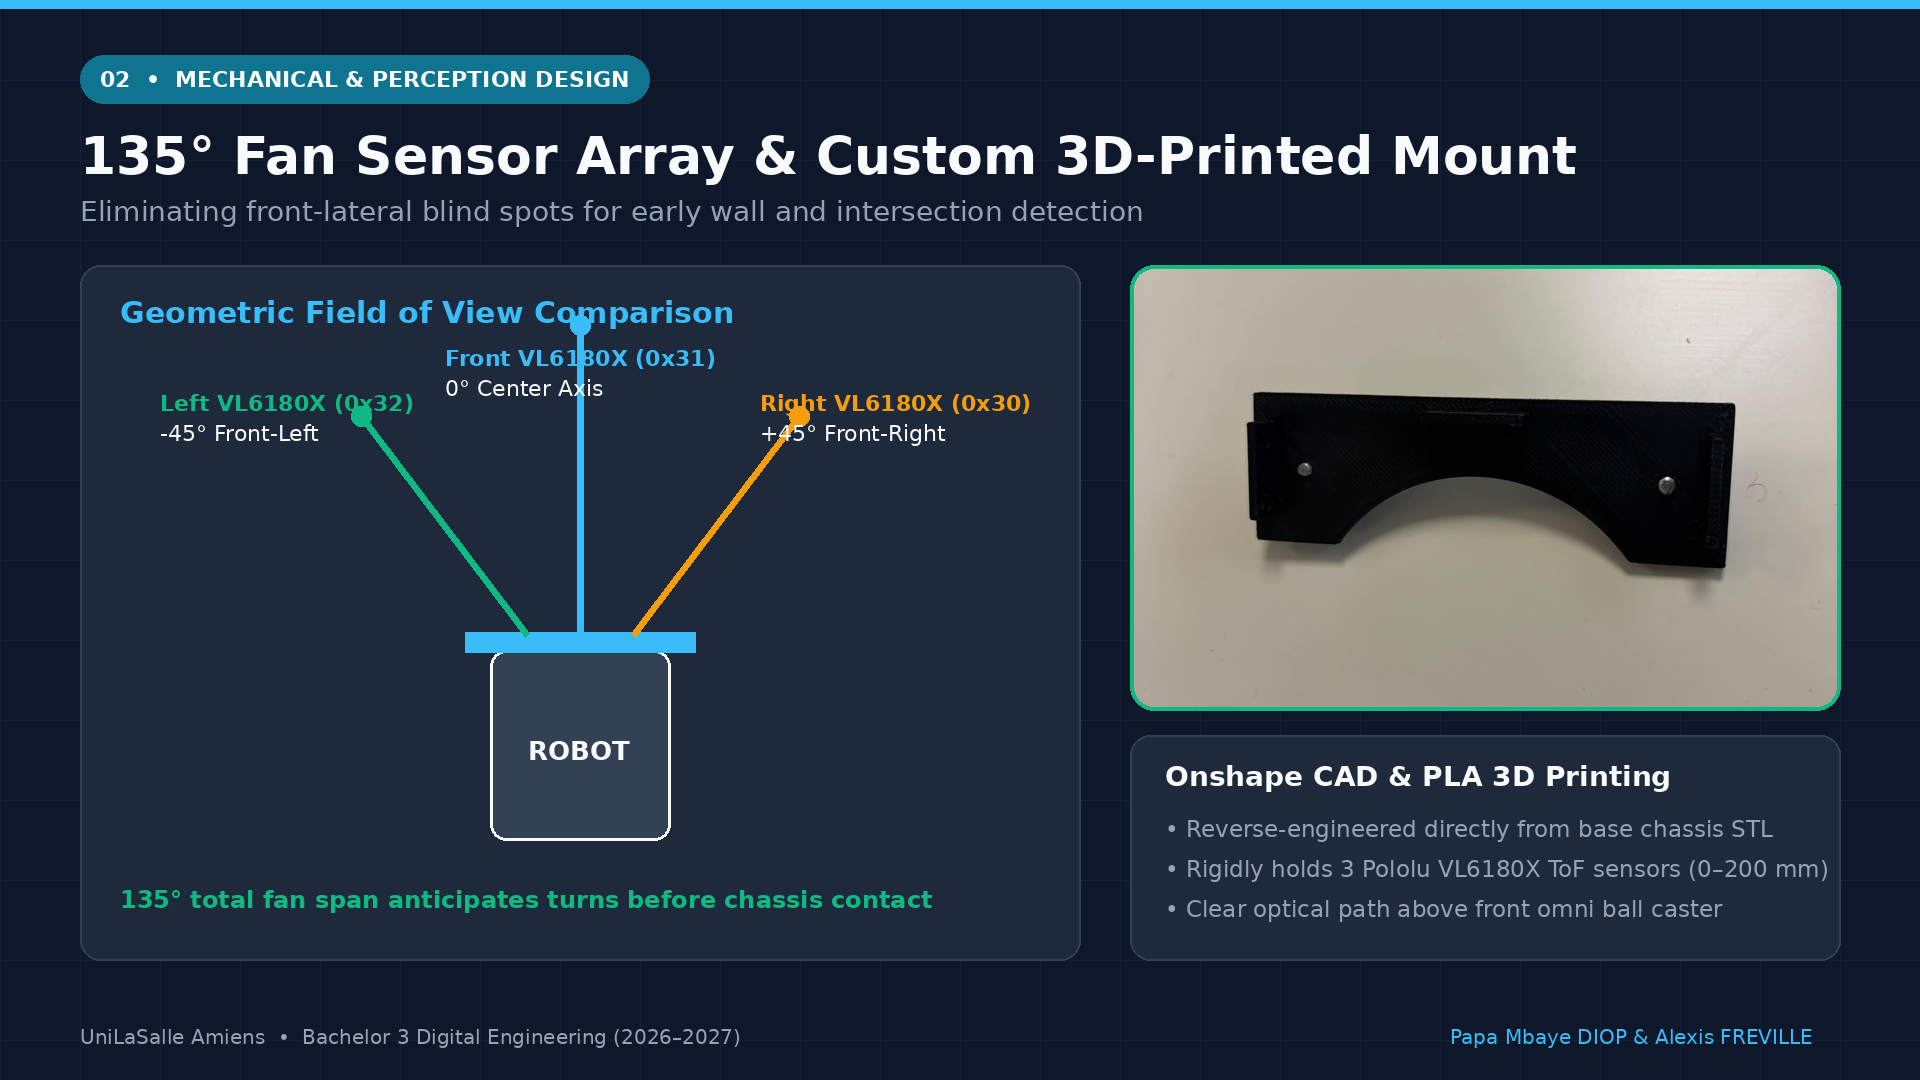 02 • MECHANICAL & PERCEPTION DESIGN
135° Fan Sensor Array & Custom 3D-Printed Mount
Eliminating front-lateral blind spots for early wall and intersection detection
Geometric Field of View Comparison
Front VL6180X (0x31)
0° Center Axis
Left VL6180X (0x32)
-45° Front-Left
Right VL6180X (0x30)
+45° Front-Right
ROBOT
135° total fan span anticipates turns before chassis contact
Onshape CAD & PLA 3D Printing
• Reverse-engineered directly from base chassis STL
• Rigidly holds 3 Pololu VL6180X ToF sensors (0–200 mm)
• Clear optical path above front omni ball caster
UniLaSalle Amiens • Bachelor 3 Digital Engineering (2026–2027)
Papa Mbaye DIOP & Alexis FREVILLE